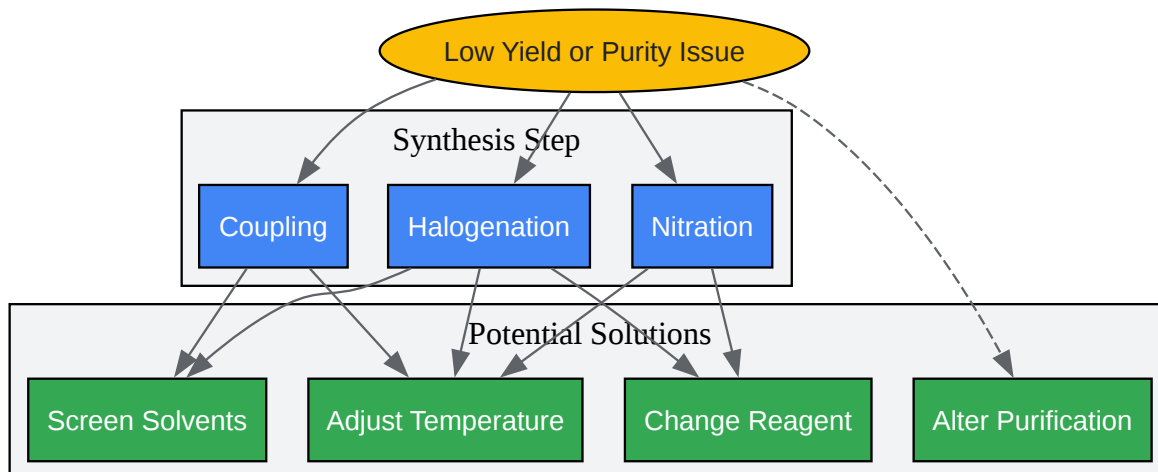 Low Yield or Purity Issue
Synthesis Step
Coupling
Halogenation
Nitration
Potential Solutions
Screen Solvents
Adjust Temperature
Change Reagent
Alter Purification